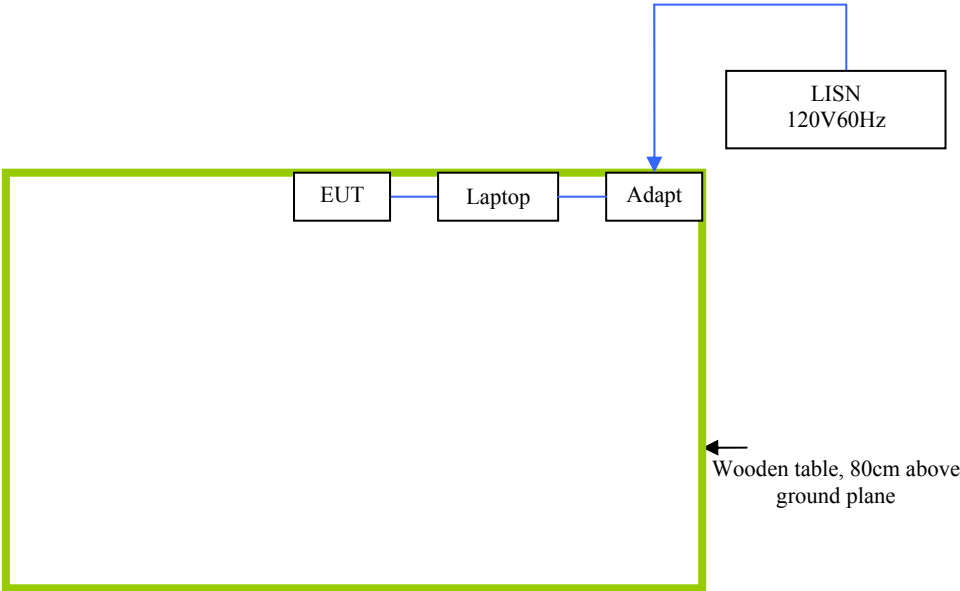 LISN
120V60Hz
EUT
Laptop
Adapt
Wooden table, 80cm above
ground plane